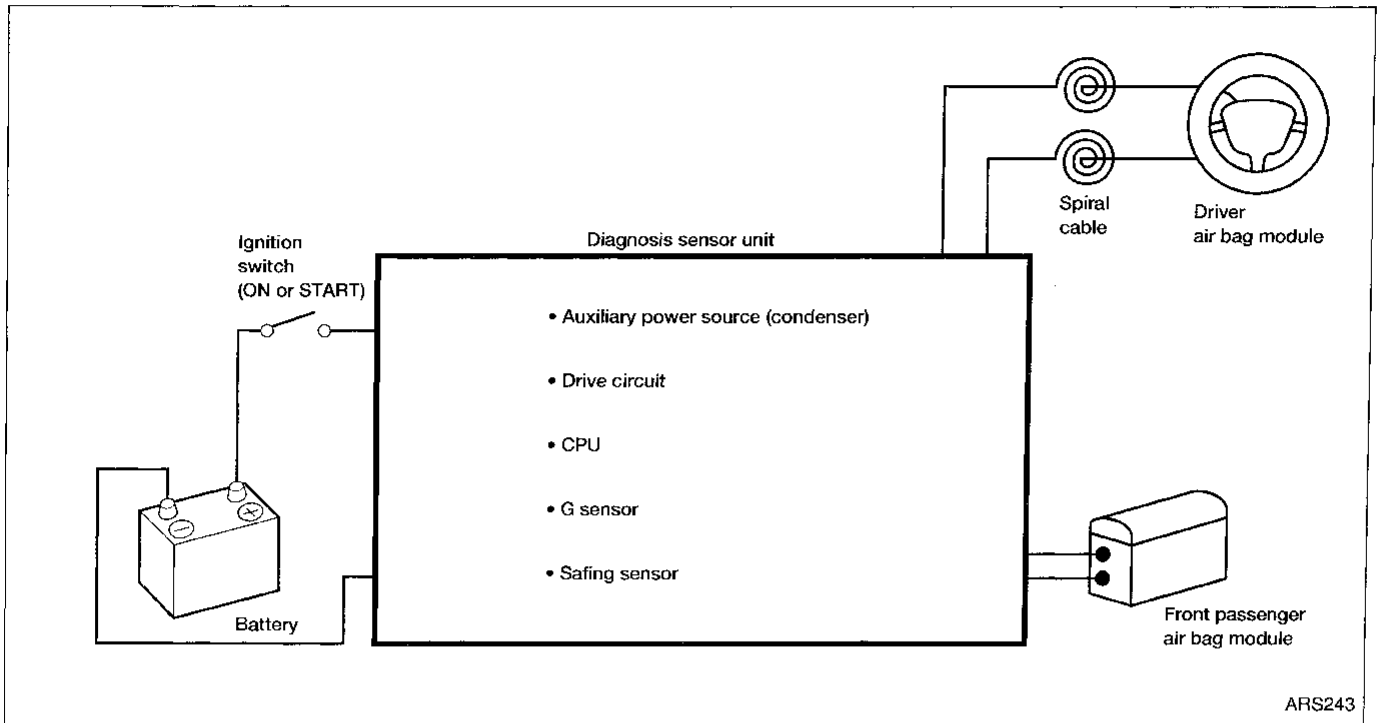 Ignition
switch
(ON or START)
Diagnosis sensor unit
Spiral
cable
Driver
air bag module
• Auxiliary power source (condenser)
• Drive circuit
• CPU
• G sensor
• Safing sensor
− +
Battery
Front passenger
air bag module
ARS243